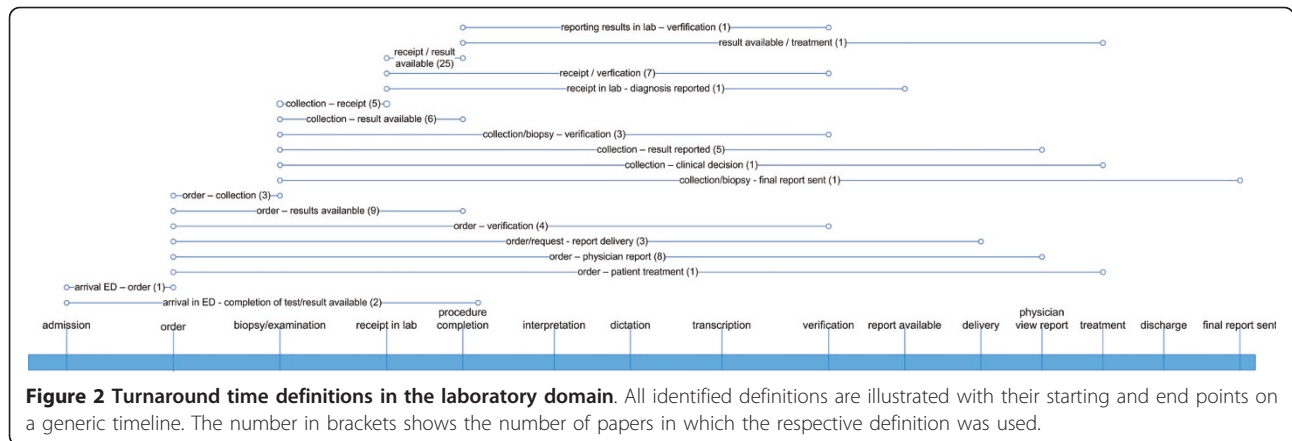 reporting results in lab – verfification (1)
result available / treatment (1)
receipt / result
available (25)
receipt / verfication (7)
receipt in lab - diagnosis reported (1)
collection – receipt (5)
collection – result available (6)
collection/biopsy – verification (3)
collection – result reported (5)
collection – clinical decision (1)
collection/biopsy - final report sent (1)
order – collection (3)
order – results availanble (9)
order – verification (4)
order/request - report delivery (3)
order – physician report (8)
order – patient treatment (1)
arrival ED – order (1)
arrival in ED - completion of test/result available (2)
admission
order
biopsy/examination
receipt in lab
procedure
completion
interpretation
dictation
transcription
verification
report available
delivery
physician
view report
treatment
discharge
final report sent
Figure 2 Turnaround time definitions in the laboratory domain. All identified definitions are illustrated with their starting and end points on
a generic timeline. The number in brackets shows the number of papers in which the respective definition was used.